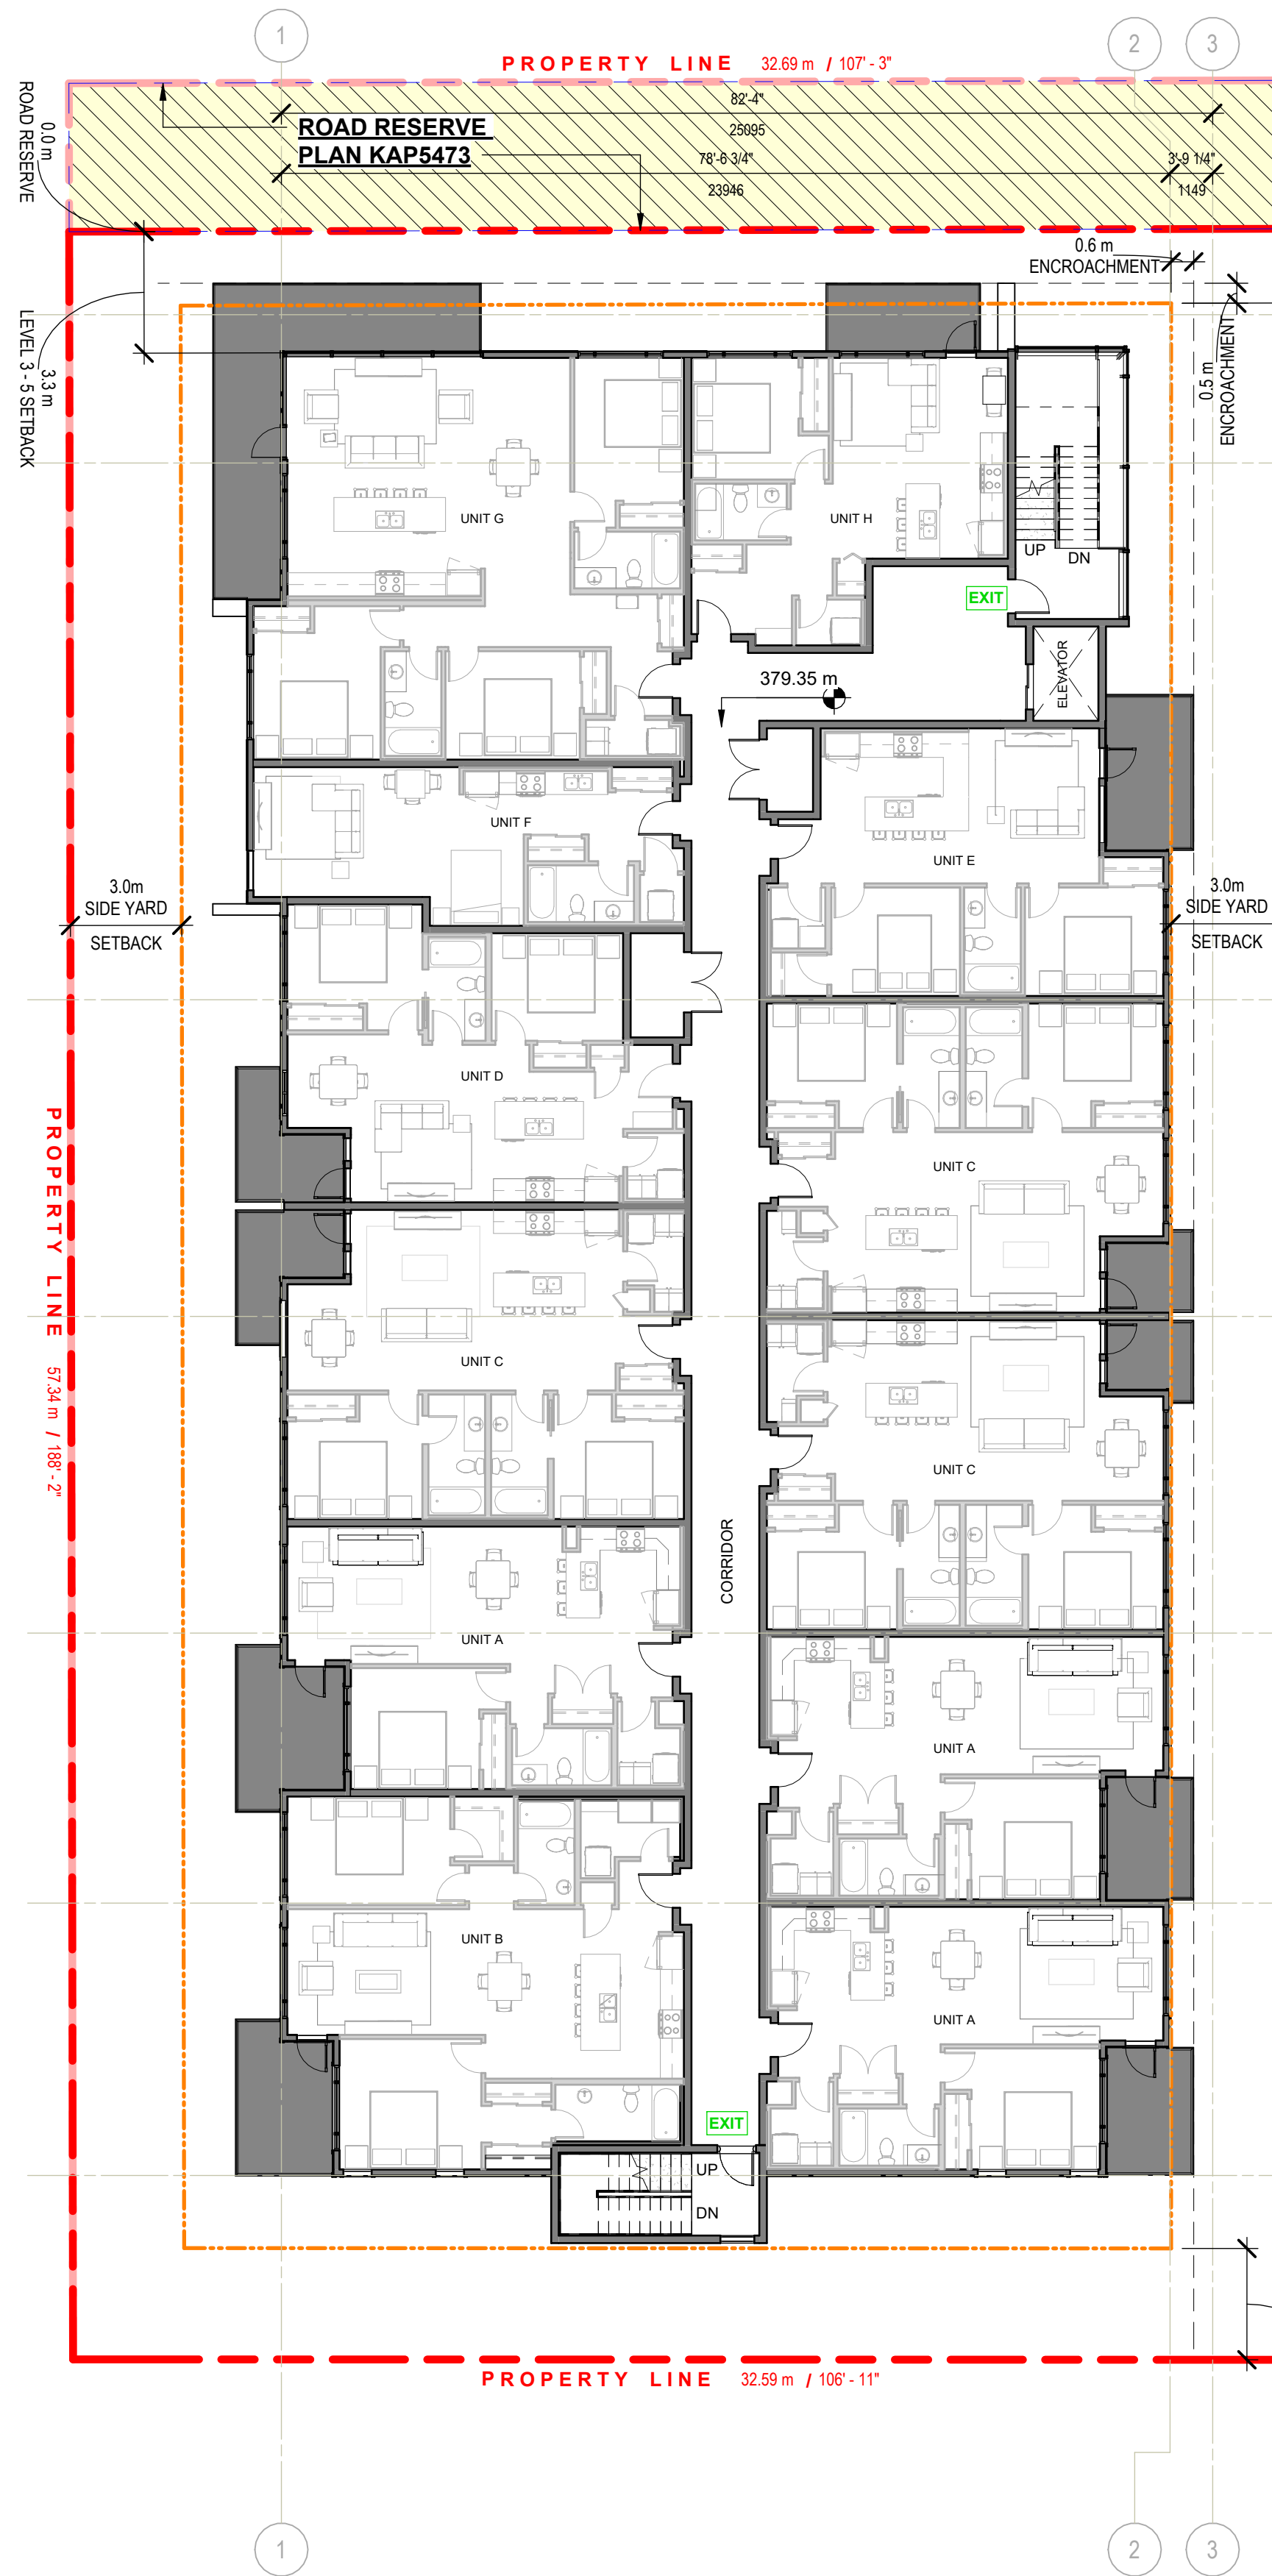 1
2
3
PROPERTY LINE 32.69 m / 107' - 3"
82'-4"
25095
ROAD RESERVE
PLAN KAP5473
78'-6 3/4"
23946
3'-9 1/4"
1149
0.0 m
ROAD RESERVE
0.6 m
ENCROACHMENT
0.5 m
ENCROACHMENT
3.3 m
LEVEL 3 - 5 SETBACK
UNIT G
UNIT H
UP
DN
EXIT
ELEVATOR
379.35 m
UNIT F
UNIT E
3.0m
SIDE YARD
SETBACK
3.0m
SIDE YARD
SETBACK
UNIT D
UNIT C
PROPERTY LINE 57.34 m / 188' - 2"
UNIT C
UNIT C
CORRIDOR
UNIT A
UNIT A
UNIT B
UNIT A
EXIT
UP
DN
PROPERTY LINE 32.59 m / 106' - 11"
1
2
3